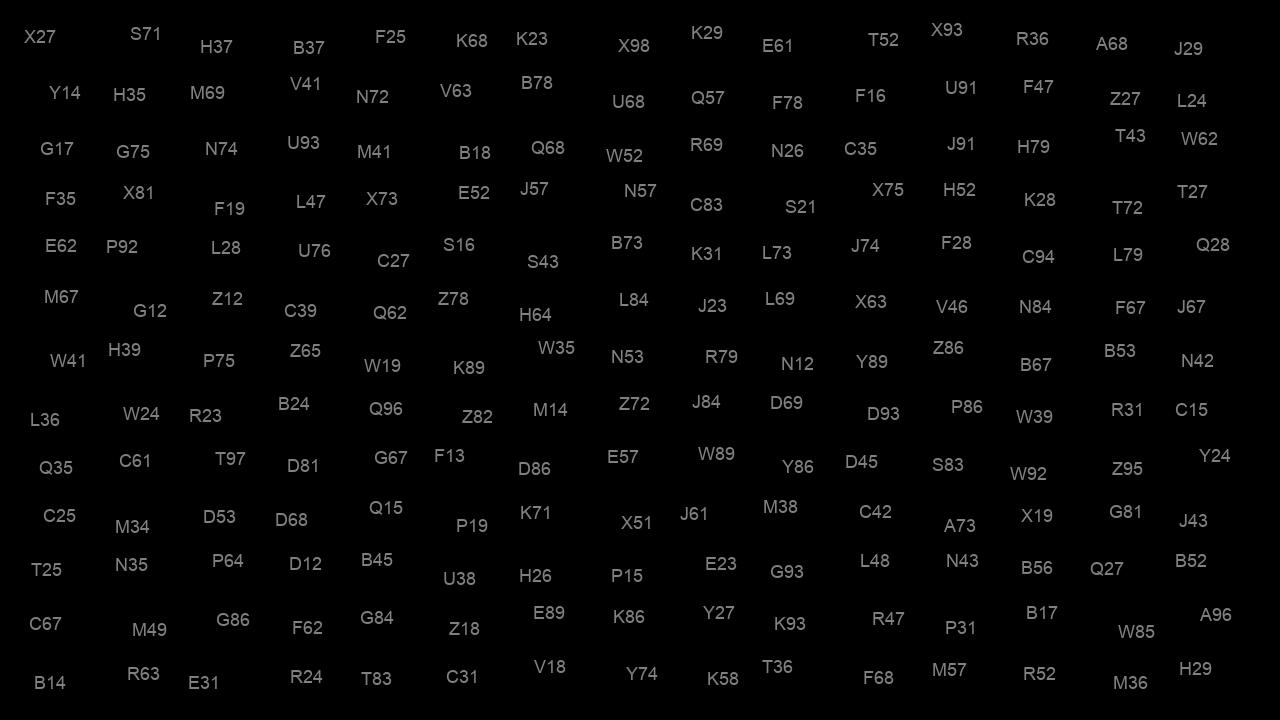 X27 S71 H37 B37 F25 K68 K23 X98 K29 E61 T52 X93 R36 A68 J29
Y14 H35 M69 V41 N72 V63 B78 U68 Q57 F78 F16 U91 F47 Z27 L24
G17 G75 N74 U93 M41 B18 Q68 W52 R69 N26 C35 J91 H79 T43 W62
F35 X81 F19 L47 X73 E52 J57 N57 C83 S21 X75 H52 K28 T72 T27
E62 P92 L28 U76 C27 S16 S43 B73 K31 L73 J74 F28 C94 L79 Q28
M67 G12 Z12 C39 Q62 Z78 H64 L84 J23 L69 X63 V46 N84 F67 J67
W41 H39 P75 Z65 W19 K89 W35 N53 R79 N12 Y89 Z86 B67 B53 N42
L36 W24 R23 B24 Q96 Z82 M14 Z72 J84 D69 D93 P86 W39 R31 C15
Q35 C61 T97 D81 G67 F13 D86 E57 W89 Y86 D45 S83 W92 Z95 Y24
C25 M34 D53 D68 Q15 P19 K71 X51 J61 M38 C42 A73 X19 G81 J43
T25 N35 P64 D12 B45 U38 H26 P15 E23 G93 L48 N43 B56 Q27 B52
C67 M49 G86 F62 G84 Z18 E89 K86 Y27 K93 R47 P31 B17 W85 A96
B14 R63 E31 R24 T83 C31 V18 Y74 K58 T36 F68 M57 R52 M36 H29